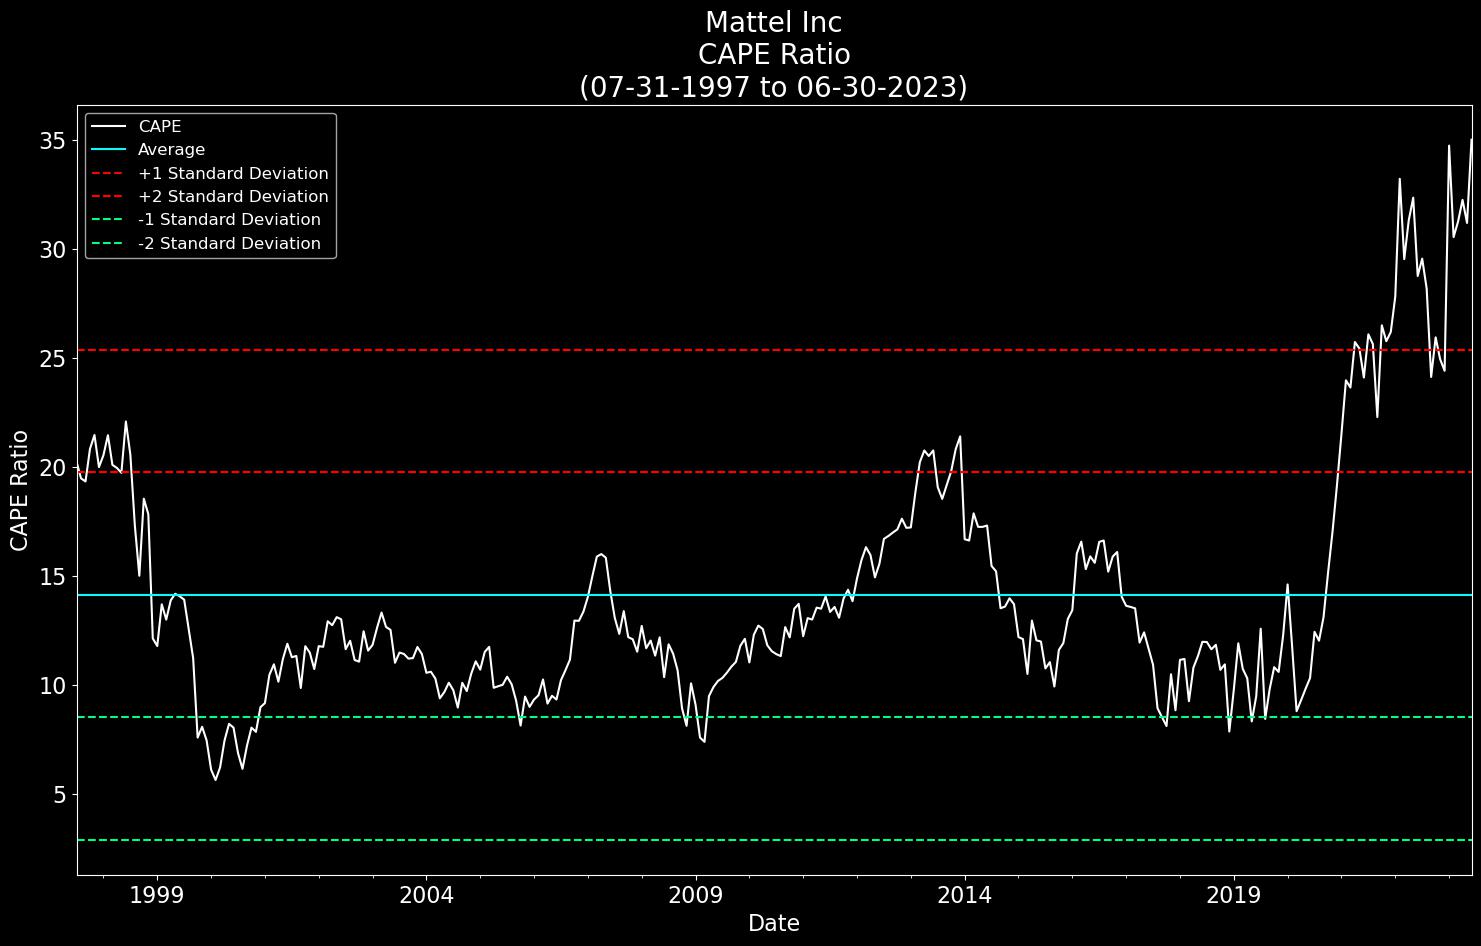 Mattel Inc
CAPE Ratio
(07-31-1997 to 06-30-2023)
CAPE
Average
+1 Standard Deviation
+2 Standard Deviation
-1 Standard Deviation
-2 Standard Deviation
35
30
25
20
15
10
5
CAPE Ratio
1999 2004 2009 2014 2019
Date